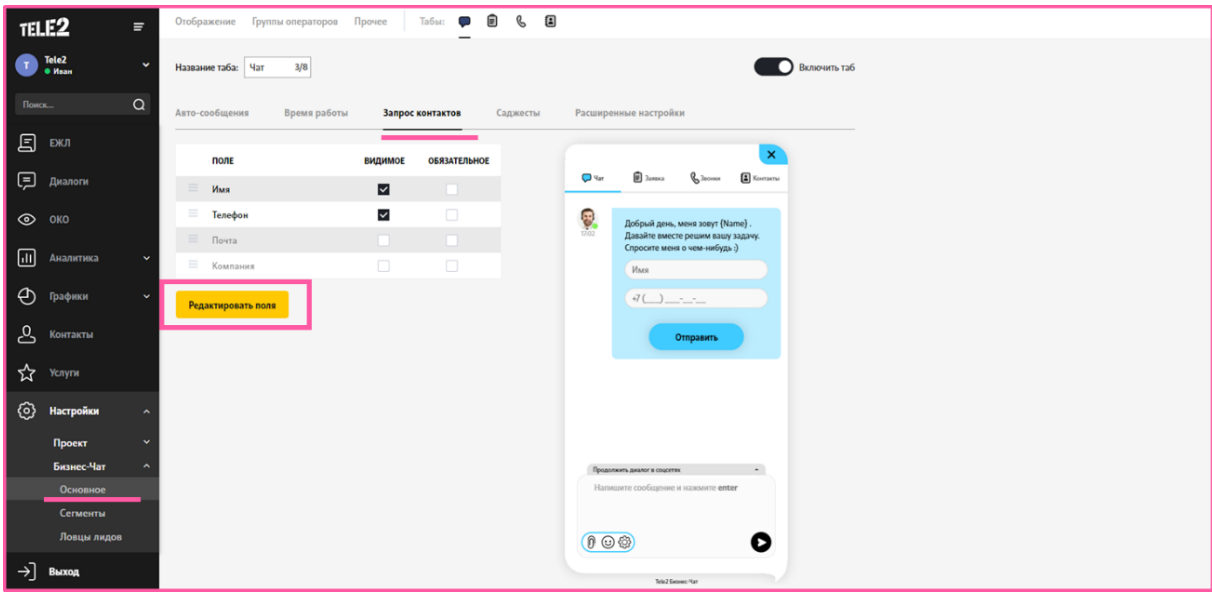 TELE2
T
Tele2
Иван
Поиск...
ЕЖЛ
Диалоги
ОКО
Аналитика
Графики
Контакты
Услуги
Настройки
Проект
Бизнес-Чат
Основное
Сегменты
Ловцы лидов
Выход
Отображение Группы операторов Прочее Табы:
Название таба: Чат 3/8 Включить таб
Авто-сообщения Время работы Запрос контактов Саджесты Расширенные настройки
ПОЛЕ ВИДИМОЕ ОБЯЗАТЕЛЬНОЕ
Имя
Телефон
Почта
Компания
Редактировать поля
Чат Заявка Звонки Контакты
17:02
Добрый день, меня зовут {Name} .
Давайте вместе решим вашу задачу.
Спросите меня о чем-нибудь :)
Имя
+7 (___) ___-__-__
Отправить
Продолжить диалог в соцсетях
Напишите сообщение и нажмите enter
Tele2 Бизнес-Чат